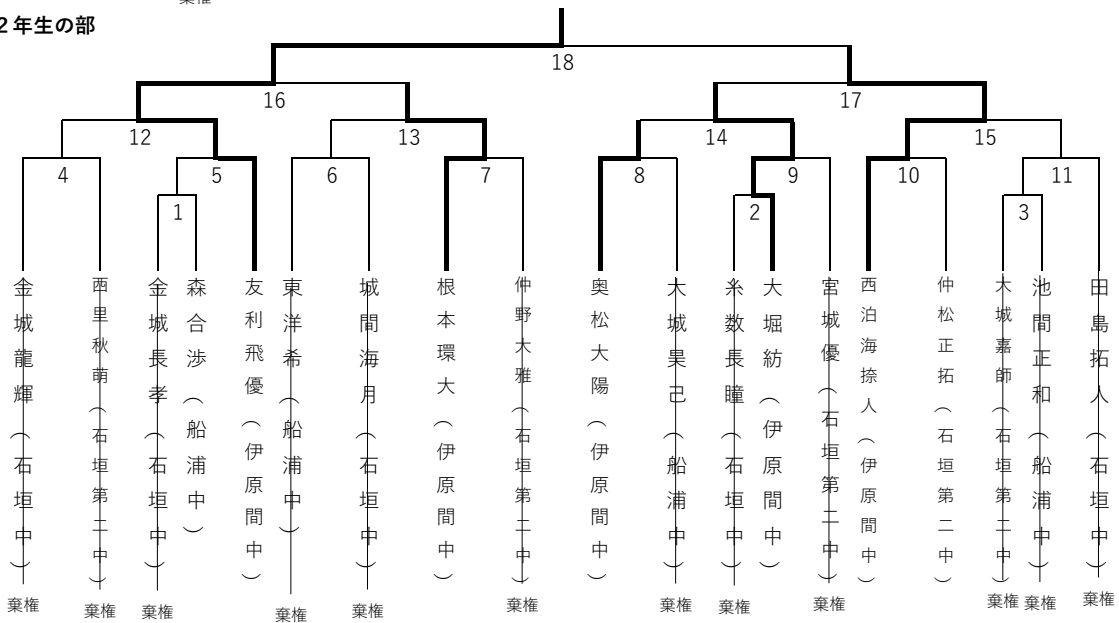 棄権
2年生の部
18
16
17
12
13
14
15
4
5
6
7
8
9
10
11
1
2
3
金城龍輝（石垣中）
西里秋萌（石垣第二中）
金城長孝（石垣中）
森合渉（船浦中）
友利飛優（伊原間中）
東洋希（船浦中）
城間海月（石垣中）
根本環大（伊原間中）
仲野大雅（石垣第二中）
奥松大陽（伊原間中）
大城昊己（船浦中）
糸数長瞳（石垣中）
大堀紡（伊原間中）
宮城優（石垣第二中）
西泊海捺人（伊原間中）
仲松正拓（石垣第二中）
大城嘉師（石垣第二中）
池間正和（船浦中）
田島拓人（石垣中）
棄権
棄権
棄権
棄権
棄権
棄権
棄権
棄権
棄権
棄権
棄権
棄権